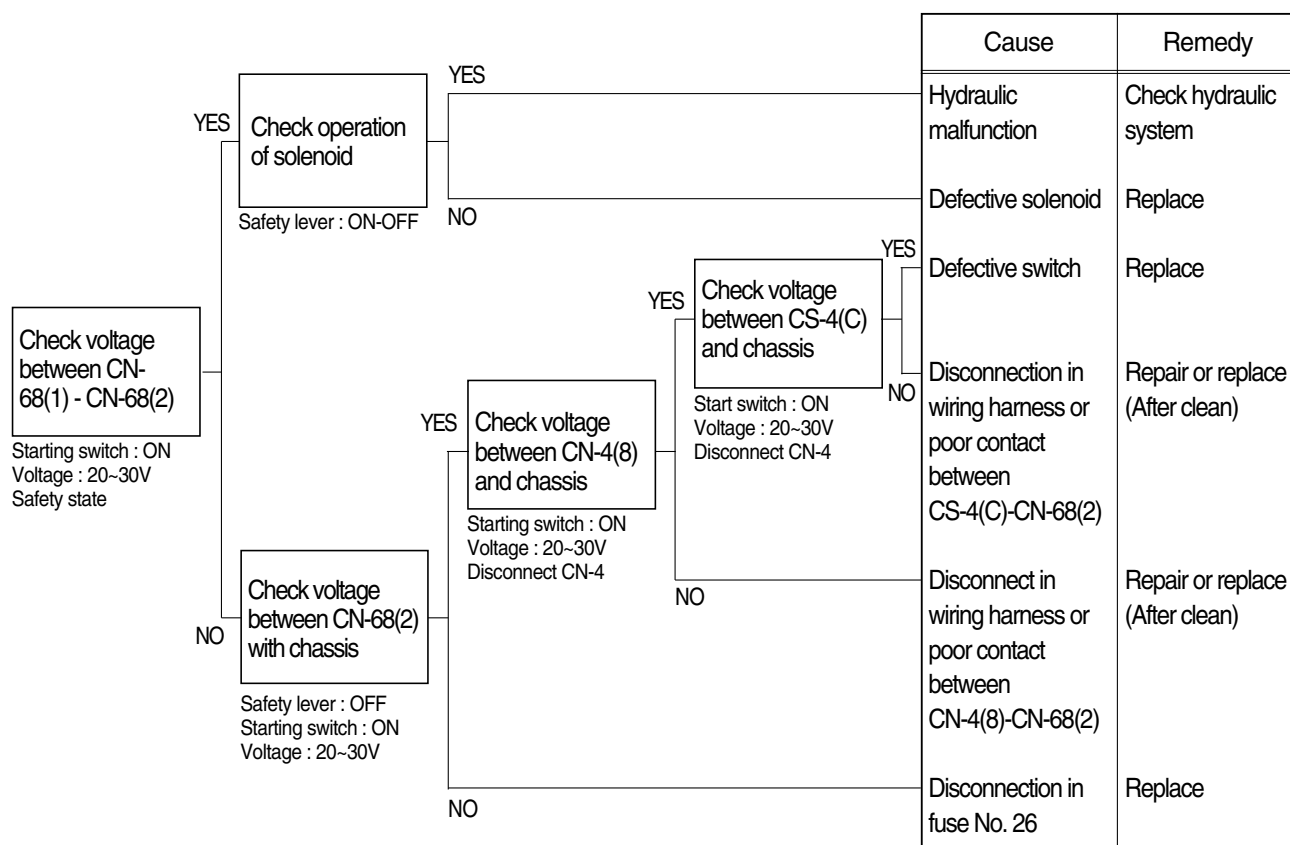 Cause
Remedy
YES
Hydraulic
malfunction
Check hydraulic
system
YES
Check operation
of solenoid
Safety lever : ON-OFF
NO
Defective solenoid
Replace
YES
Defective switch
Replace
YES
Check voltage
between CS-4(C)
and chassis
Start switch : ON
Voltage : 20~30V
Disconnect CN-4
NO
Disconnection in
wiring harness or
poor contact
between
CS-4(C)-CN-68(2)
Repair or replace
(After clean)
Check voltage
between CN-
68(1) - CN-68(2)
Starting switch : ON
Voltage : 20~30V
Safety state
YES
Check voltage
between CN-4(8)
and chassis
Starting switch : ON
Voltage : 20~30V
Disconnect CN-4
NO
Disconnect in
wiring harness or
poor contact
between
CN-4(8)-CN-68(2)
Repair or replace
(After clean)
NO
Check voltage
between CN-68(2)
with chassis
Safety lever : OFF
Starting switch : ON
Voltage : 20~30V
NO
Disconnection in
fuse No. 26
Replace